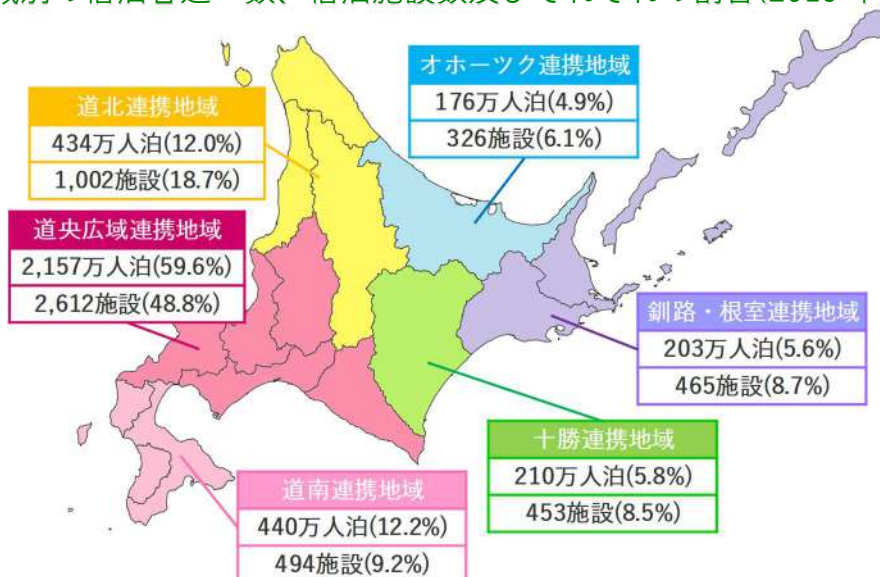 道北連携地域
434万人泊(12.0%)
1,002施設(18.7%)
オホーツク連携地域
176万人泊(4.9%)
326施設(6.1%)
道央広域連携地域
2,157万人泊(59.6%)
2,612施設(48.8%)
釧路・根室連携地域
203万人泊(5.6%)
465施設(8.7%)
十勝連携地域
210万人泊(5.8%)
453施設(8.5%)
道南連携地域
440万人泊(12.2%)
494施設(9.2%)